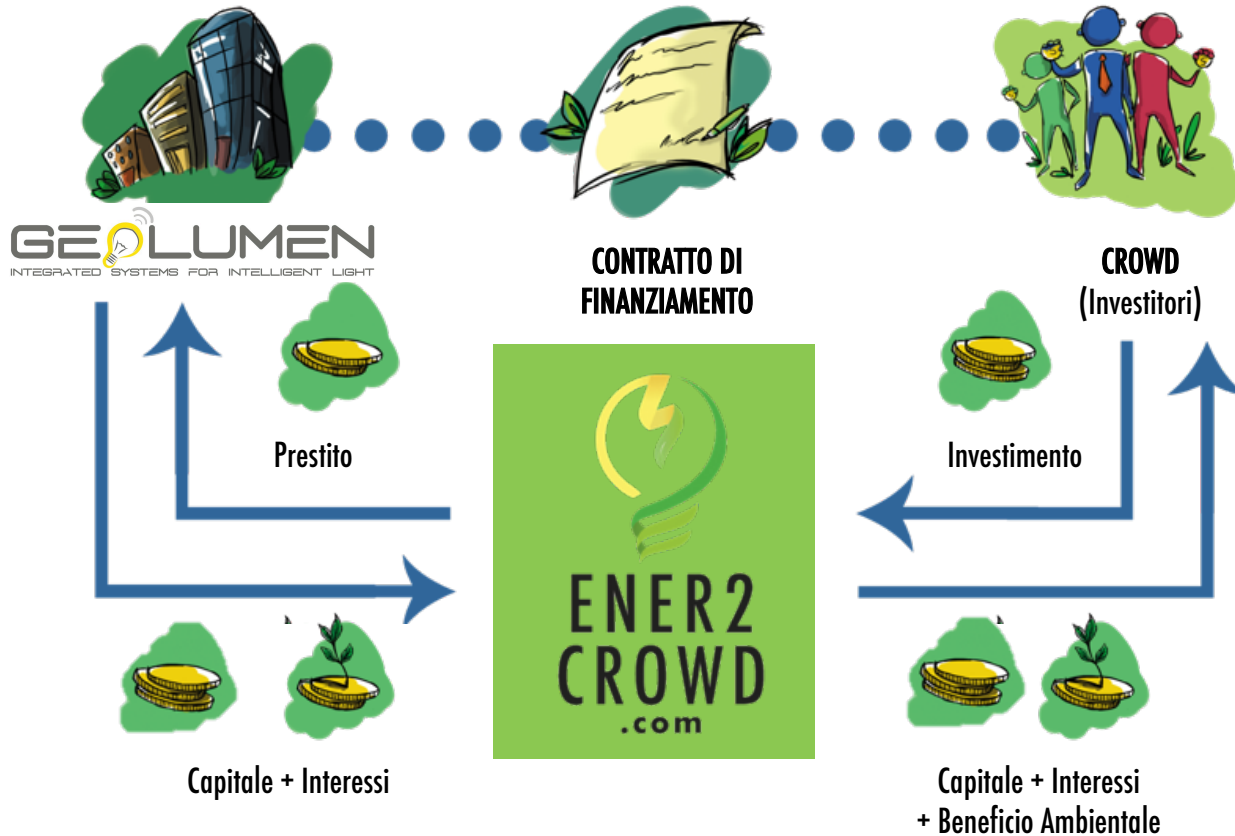 GEOLUMEN
INTEGRATED SYSTEMS FOR INTELLIGENT LIGHT
CONTRATTO DI
FINANZIAMENTO
CROWD
(Investitori)
Prestito
Investimento
ENER2
CROWD
.com
Capitale + Interessi
Capitale + Interessi
+ Beneficio Ambientale